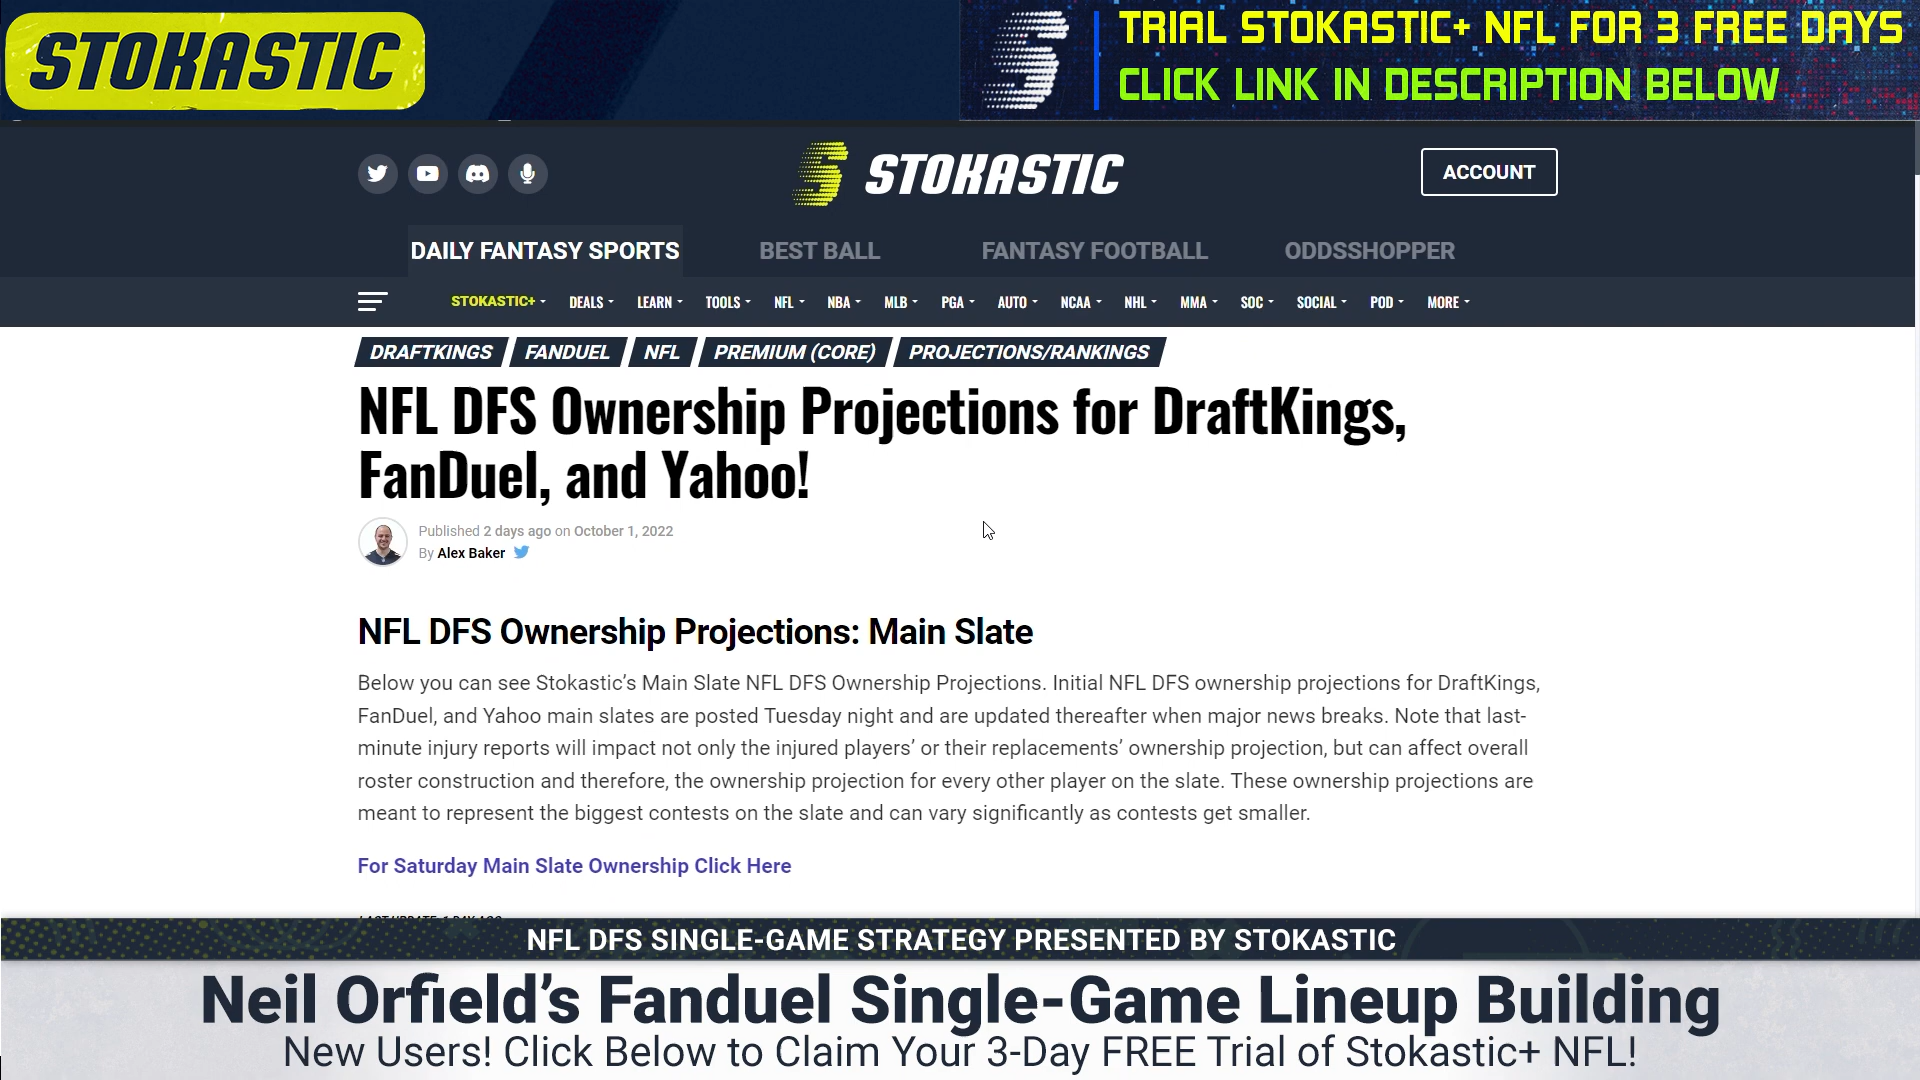 STOKASTIC
TRIAL STOKASTIC+ NFL FOR 3 FREE DAYS
CLICK LINK IN DESCRIPTION BELOW
STOKASTIC
ACCOUNT
DAILY FANTASY SPORTS BEST BALL FANTASY FOOTBALL ODDSSHOPPER
STOKASTIC+ DEALS LEARN TOOLS NFL NBA MLB PGA AUTO NCAA NHL MMA SOC SOCIAL POD MORE
DRAFTKINGS FANDUEL NFL PREMIUM (CORE) PROJECTIONS/RANKINGS
NFL DFS Ownership Projections for DraftKings,
FanDuel, and Yahoo!
Published 2 days ago on October 1, 2022
By Alex Baker
NFL DFS Ownership Projections: Main Slate
Below you can see Stokastic’s Main Slate NFL DFS Ownership Projections. Initial NFL DFS ownership projections for DraftKings,
FanDuel, and Yahoo main slates are posted Tuesday night and are updated thereafter when major news breaks. Note that last-
minute injury reports will impact not only the injured players’ or their replacements’ ownership projection, but can affect overall
roster construction and therefore, the ownership projection for every other player on the slate. These ownership projections are
meant to represent the biggest contests on the slate and can vary significantly as contests get smaller.
For Saturday Main Slate Ownership Click Here
NFL DFS SINGLE-GAME STRATEGY PRESENTED BY STOKASTIC
Neil Orfield’s Fanduel Single-Game Lineup Building
New Users! Click Below to Claim Your 3-Day FREE Trial of Stokastic+ NFL!